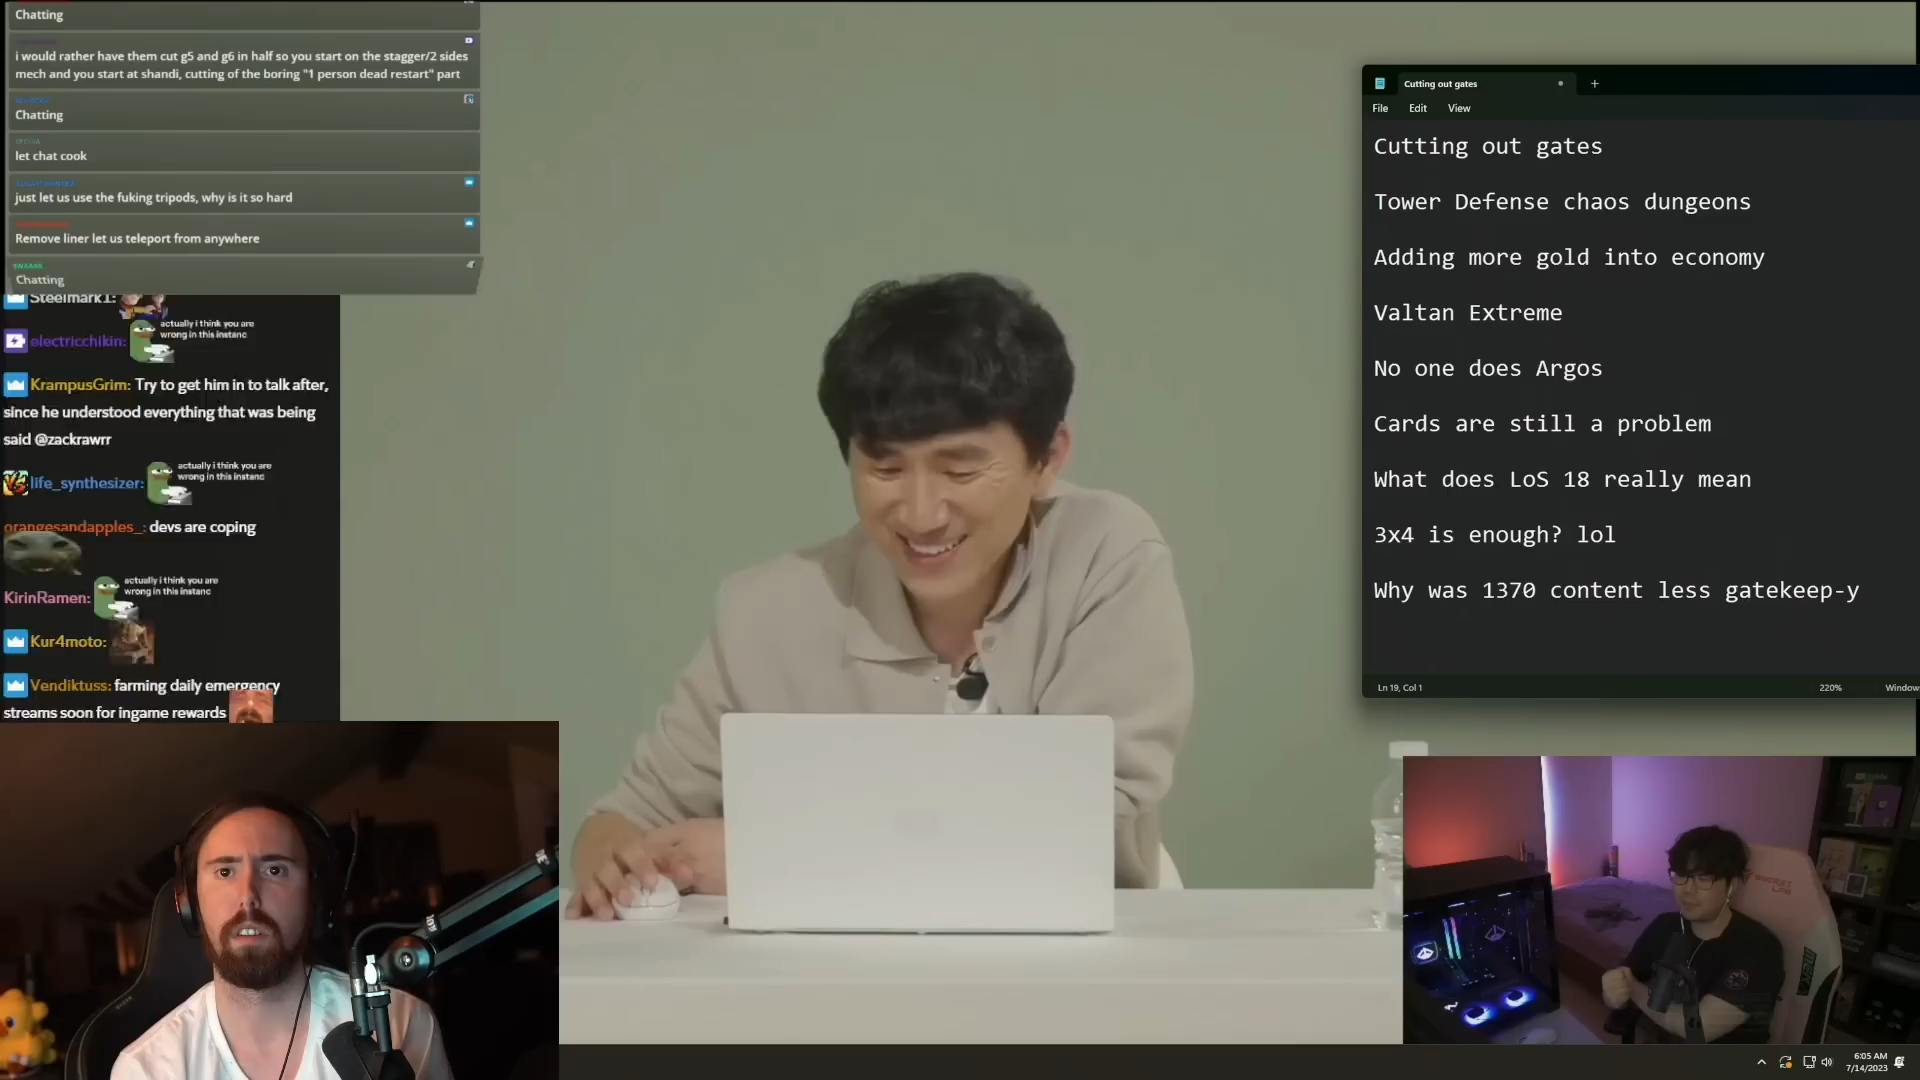 Chatting
i would rather have them cut g5 and g6 in half so you start on the stagger/2 sides
mech and you start at shandi, cutting of the boring "1 person dead restart" part
Chatting
let chat cook
just let us use the fuking tripods, why is it so hard
Remove liner let us teleport from anywhere
Chatting
Steelmark1:
electricchikin: actually i think you are
wrong in this instanc
KrampusGrim: Try to get him in to talk after,
since he understood everything that was being
said @zackrawrr
life_synthesizer: actually i think you are
wrong in this instanc
orangesandapples_: devs are coping
KirinRamen: actually i think you are
wrong in this instanc
Kur4moto:
Vendiktuss: farming daily emergency
streams soon for ingame rewards
Cutting out gates
File Edit View
Cutting out gates
Tower Defense chaos dungeons
Adding more gold into economy
Valtan Extreme
No one does Argos
Cards are still a problem
What does LoS 18 really mean
3x4 is enough? lol
Why was 1370 content less gatekeep-y
Ln 19, Col 1
220%
Window
6:05 AM
7/14/2023